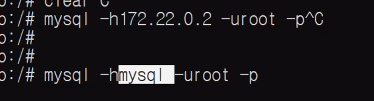 o:/# clear^C
o:/# mysql -h172.22.0.2 -uroot -p^C
o:/#
o:/#
o:/# mysql -hmysql -uroot -p